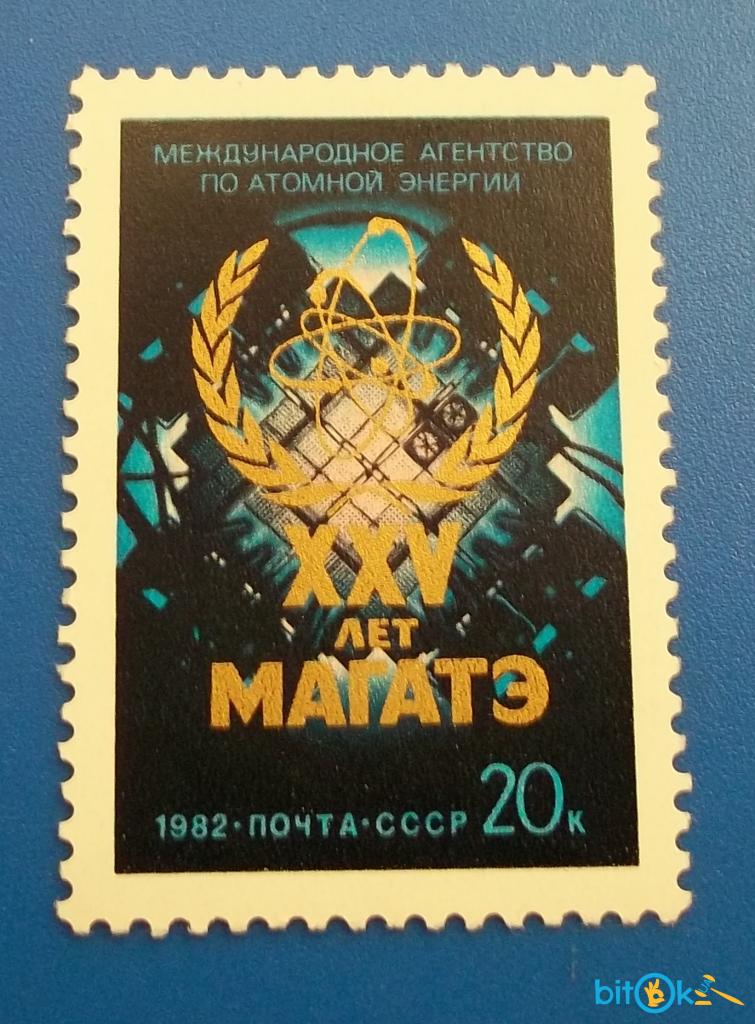 МЕЖДУНАРОДНОЕ АГЕНТСТВО
ПО АТОМНОЙ ЭНЕРГИИ
XXV
ЛЕТ
МАГАТЭ
1982·ПОЧТА·СССР 20к
bitOk